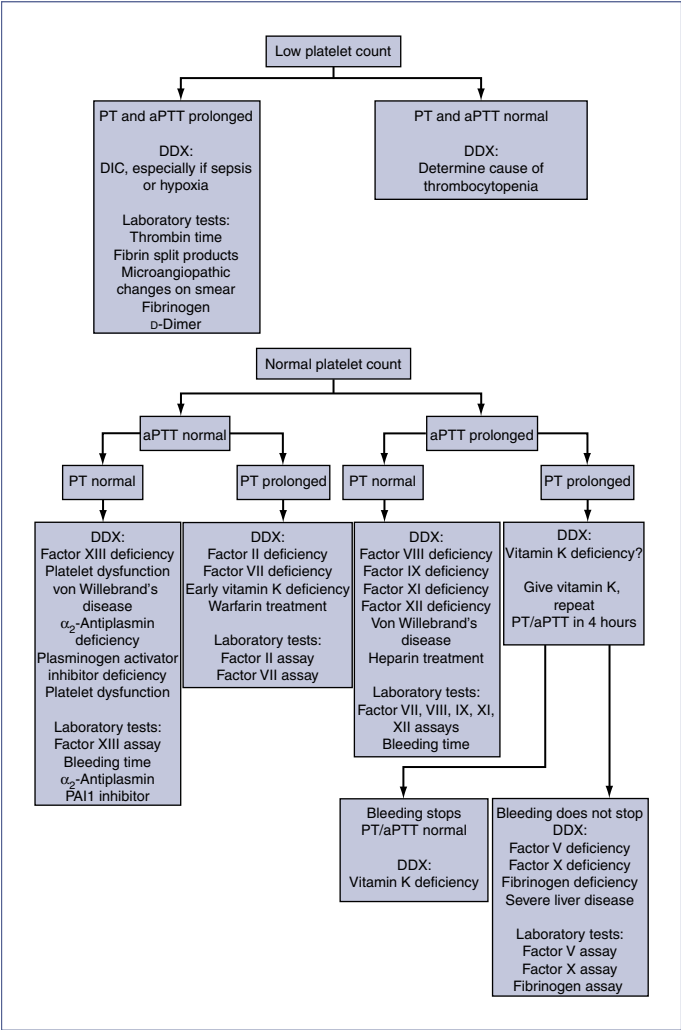 Low platelet count
PT and aPTT prolonged
DDX:
DIC, especially if sepsis
or hypoxia
Laboratory tests:
Thrombin time
Fibrin split products
Microangiopathic
changes on smear
Fibrinogen
D-Dimer
PT and aPTT normal
DDX:
Determine cause of
thrombocytopenia
Normal platelet count
aPTT normal
aPTT prolonged
PT normal
PT prolonged
PT normal
PT prolonged
DDX:
Factor XIII deficiency
Platelet dysfunction
von Willebrand's
disease
α2-Antiplasmin
deficiency
Plasminogen activator
inhibitor deficiency
Platelet dysfunction
Laboratory tests:
Factor XIII assay
Bleeding time
α2-Antiplasmin
PAI1 inhibitor
DDX:
Factor II deficiency
Factor VII deficiency
Early vitamin K deficiency
Warfarin treatment
Laboratory tests:
Factor II assay
Factor VII assay
DDX:
Factor VIII deficiency
Factor IX deficiency
Factor XI deficiency
Factor XII deficiency
Von Willebrand's
disease
Heparin treatment
Laboratory tests:
Factor VII, VIII, IX, XI,
XII assays
Bleeding time
DDX:
Vitamin K deficiency?
Give vitamin K,
repeat
PT/aPTT in 4 hours
Bleeding stops
PT/aPTT normal
DDX:
Vitamin K deficiency
Bleeding does not stop
DDX:
Factor V deficiency
Factor X deficiency
Fibrinogen deficiency
Severe liver disease
Laboratory tests:
Factor V assay
Factor X assay
Fibrinogen assay